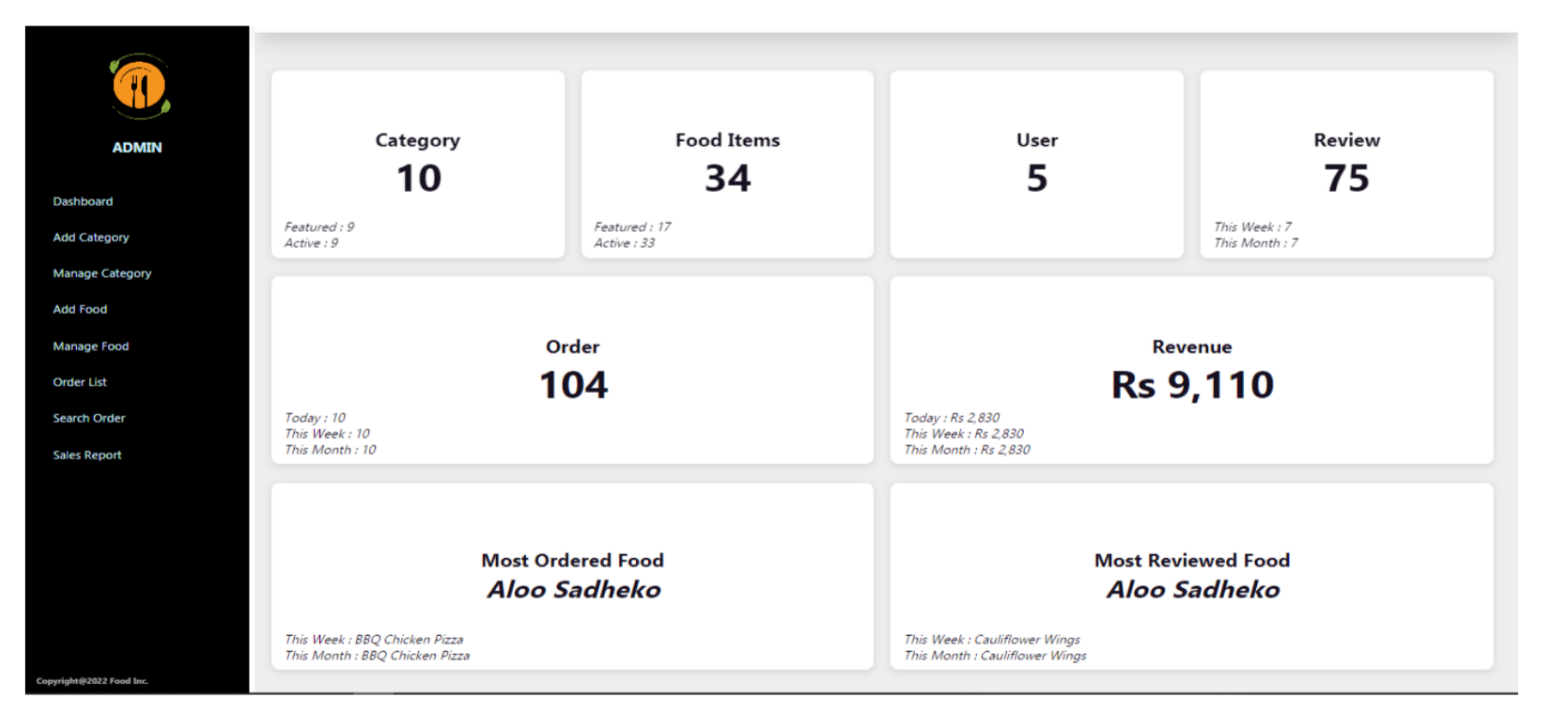 ADMIN
Dashboard
Add Category
Manage Category
Add Food
Manage Food
Order List
Search Order
Sales Report
Copyright@2022 Food Inc.
Category
10
Featured : 9
Active : 9
Food Items
34
Featured : 17
Active : 33
User
5
Review
75
This Week : 7
This Month : 7
Order
104
Today : 10
This Week : 10
This Month : 10
Revenue
Rs 9,110
Today : Rs 2,830
This Week : Rs 2,830
This Month : Rs 2,830
Most Ordered Food
Aloo Sadheko
This Week : BBQ Chicken Pizza
This Month : BBQ Chicken Pizza
Most Reviewed Food
Aloo Sadheko
This Week : Cauliflower Wings
This Month : Cauliflower Wings